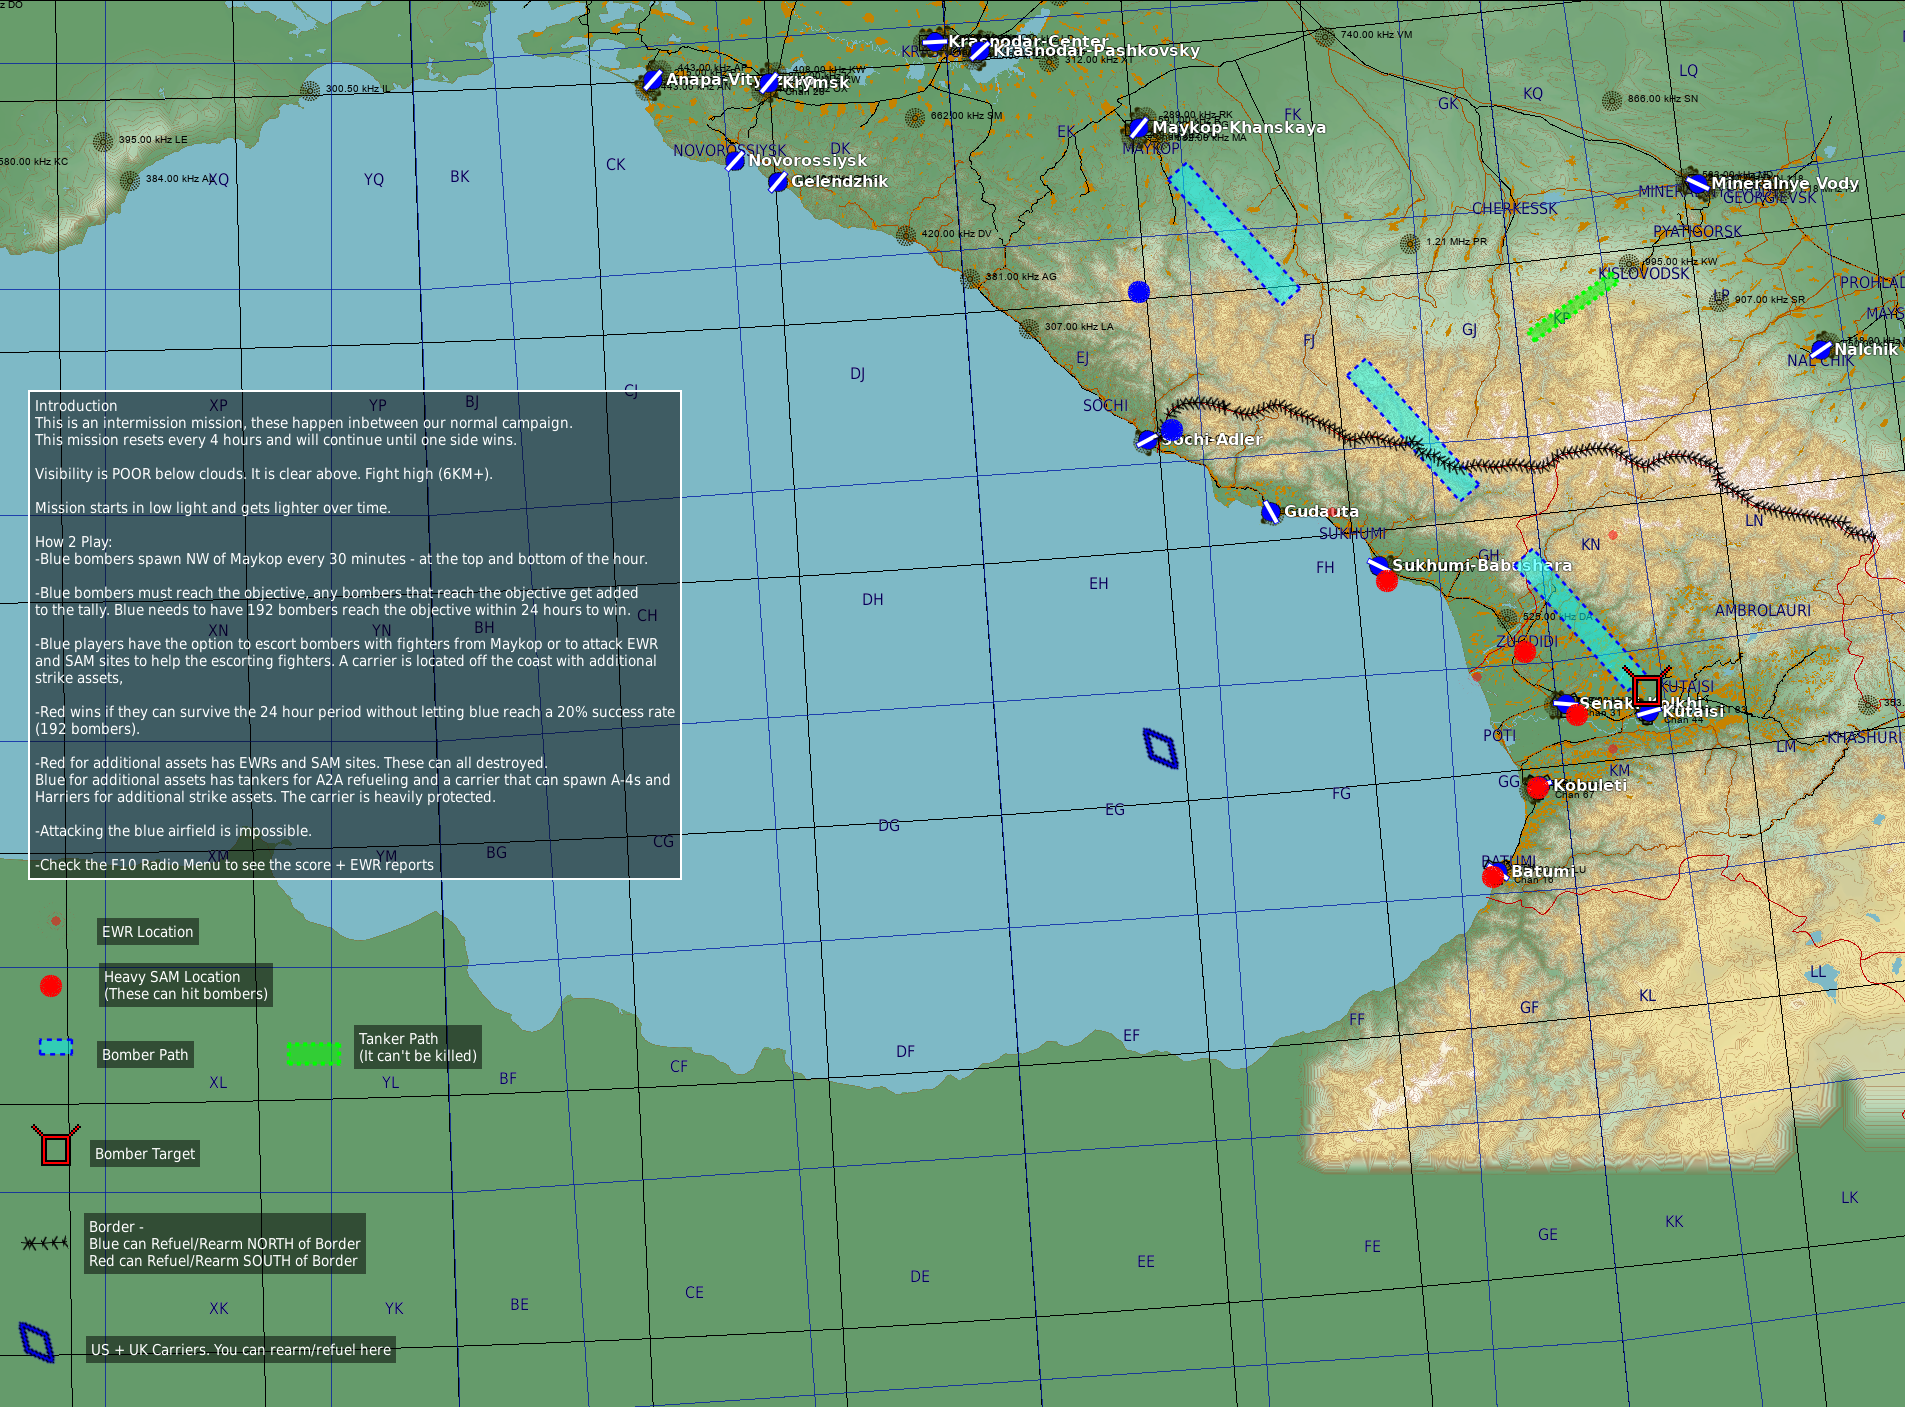 Introduction
This is an intermission mission, these happen inbetween our normal campaign.
This mission resets every 4 hours and will continue until one side wins.
Visibility is POOR below clouds. It is clear above. Fight high (6KM+).
Mission starts in low light and gets lighter over time.
How 2 Play:
-Blue bombers spawn NW of Maykop every 30 minutes - at the top and bottom of the hour.
-Blue bombers must reach the objective, any bombers that reach the objective get added
to the tally. Blue needs to have 192 bombers reach the objective within 24 hours to win.
-Blue players have the option to escort bombers with fighters from Maykop or to attack EWR
and SAM sites to help the escorting fighters. A carrier is located off the coast with additional
strike assets,
-Red wins if they can survive the 24 hour period without letting blue reach a 20% success rate
(192 bombers).
-Red for additional assets has EWRs and SAM sites. These can all destroyed.
Blue for additional assets has tankers for A2A refueling and a carrier that can spawn A-4s and
Harriers for additional strike assets. The carrier is heavily protected.
-Attacking the blue airfield is impossible.
-Check the F10 Radio Menu to see the score + EWR reports
EWR Location
Heavy SAM Location
(These can hit bombers)
Bomber Path
Tanker Path
(It can't be killed)
Bomber Target
Border -
Blue can Refuel/Rearm NORTH of Border
Red can Refuel/Rearm SOUTH of Border
US + UK Carriers. You can rearm/refuel here
Krasnodar-Center
Krasnodar-Pashkovsky
312.00 kHz XT
740.00 kHz VM
443.00 kHz AP
443.00 kHz AN
408.00 kHz KW
Krymsk
300.50 kHz IL
395.00 kHz LE
580.00 kHz KC
384.00 kHz AX
662.00 kHz SM
Maykop-Khanskaya
MAYKOP
NOVOROSSIYSK
Novorossiysk
Gelendzhik
420.00 kHz DV
381.00 kHz AG
307.00 kHz LA
866.00 kHz SN
Mineralnye Vody
GEORGIEVSK
CHERKESSK
PYATIGORSK
1.21 MHz PR
995.00 kHz KW
KISLOVODSK
907.00 kHz SR
PROHLAD
MAYS
Nalchik
NALCHIK
SOCHI
Sochi-Adler
Gudauta
SUKHUMI
Sukhumi-Babushara
525.00 kHz DA
ZUGDIDI
AMBROLAURI
KUTAISI
Kutaisi
Chan 44
Chan 31
353.
KHASHURI
POTI
Kobuleti
Chan 67
BATUMI
Batumi
Chan 16
XQ
YQ
BK
CK
DK
EK
FK
GK
KQ
LQ
XP
YP
BJ
CJ
DJ
EJ
FJ
GJ
KP
LP
XN
YN
BH
CH
DH
EH
FH
GH
KN
LN
XM
YM
BG
CG
DG
EG
FG
GG
KM
LM
XL
YL
BF
CF
DF
EF
FF
GF
KL
LL
XK
YK
BE
CE
DE
EE
FE
GE
KK
LK